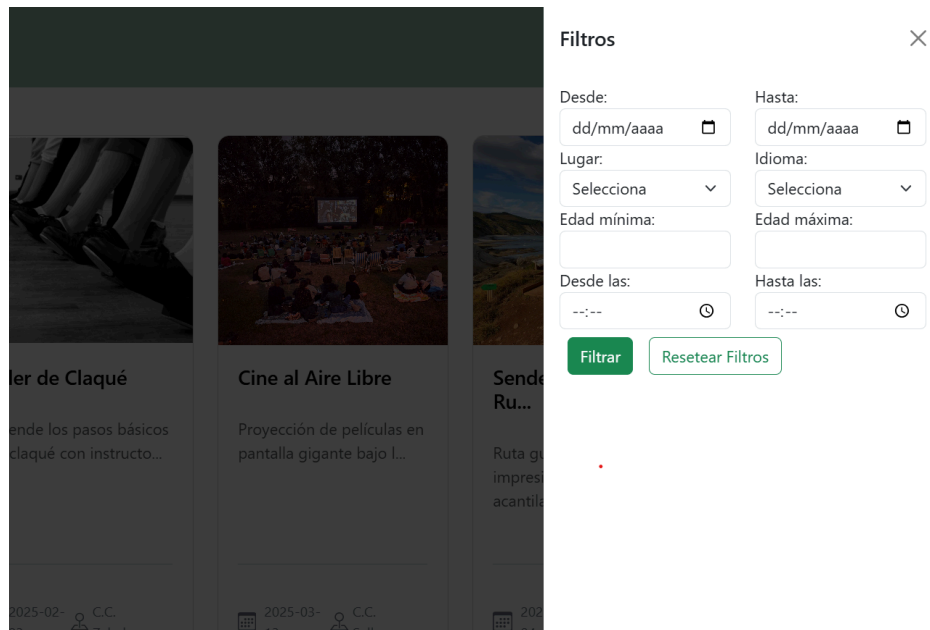 Filtros
Desde:
Hasta:
dd/mm/aaaa
dd/mm/aaaa
Lugar:
Idioma:
Selecciona
Selecciona
Edad mínima:
Edad máxima:
Desde las:
Hasta las:
--:--
--:--
Filtrar
Resetear Filtros
ler de Claqué
ende los pasos básicos
claqué con instructo...
2025-02-
C.C.
Cine al Aire Libre
Proyección de películas en
pantalla gigante bajo l...
2025-03-
C.C.
Sende
Ru...
Ruta gu
impresi
acantila
202